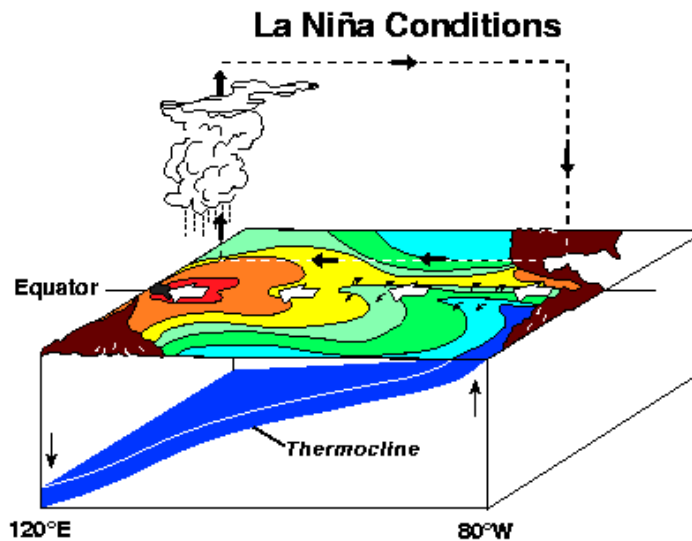 La Niña Conditions
Equator
Thermocline
120°E
80°W